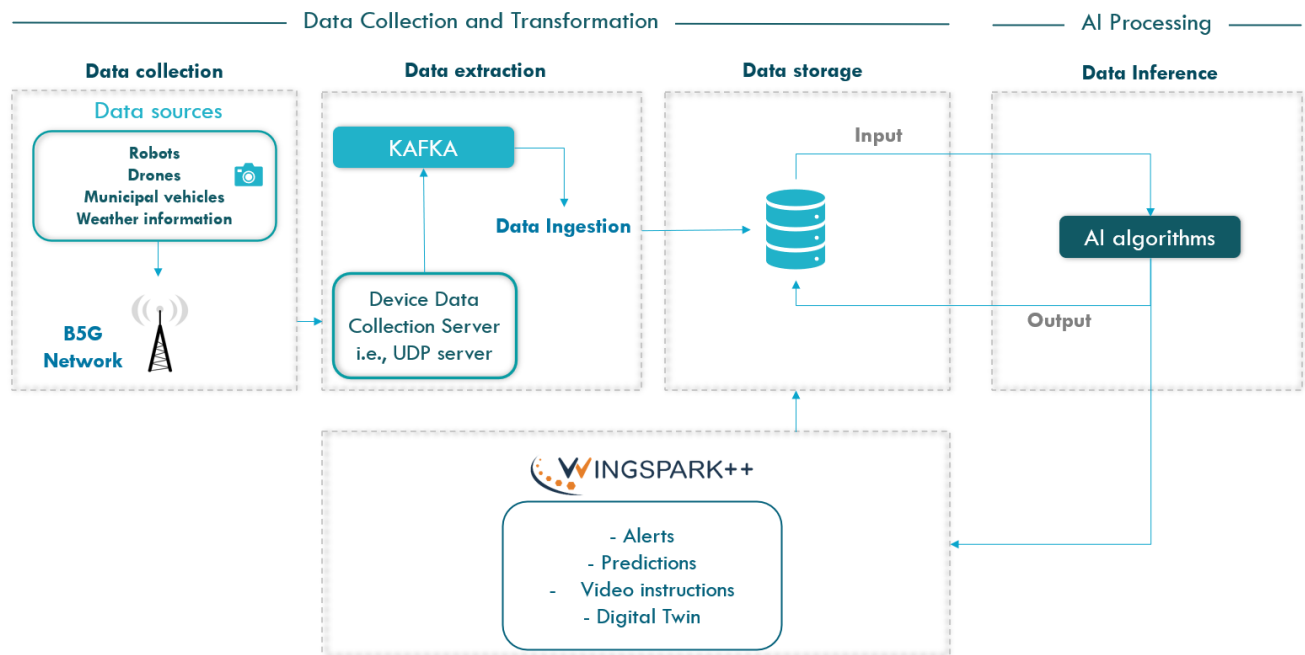 Data Collection and Transformation
AI Processing
Data collection
Data extraction
Data storage
Data Inference
Data sources
Robots
Drones
Municipal vehicles
Weather information
B5G
Network
KAFKA
Data Ingestion
Device Data
Collection Server
i.e., UDP server
Input
Output
AI algorithms
WINGSPARK++
- Alerts
- Predictions
- Video instructions
- Digital Twin